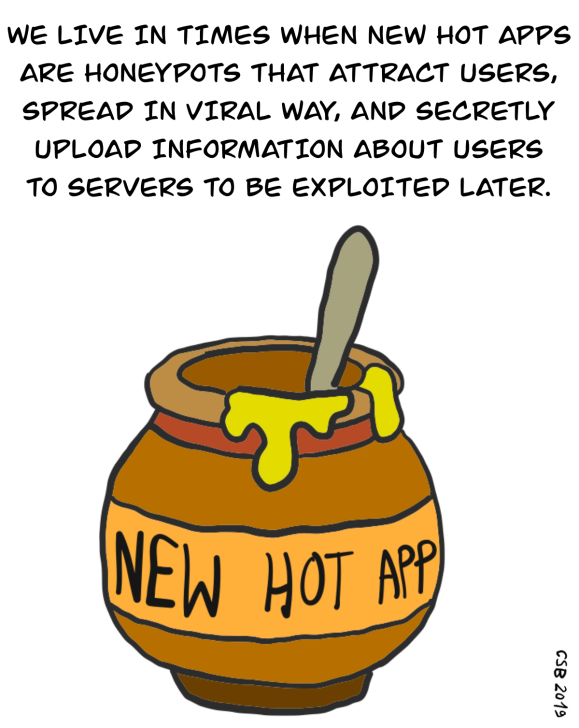 WE LIVE IN TIMES WHEN NEW HOT APPS
ARE HONEYPOTS THAT ATTRACT USERS,
SPREAD IN VIRAL WAY, AND SECRETLY
UPLOAD INFORMATION ABOUT USERS
TO SERVERS TO BE EXPLOITED LATER.
NEW HOT APP
CSB 2019